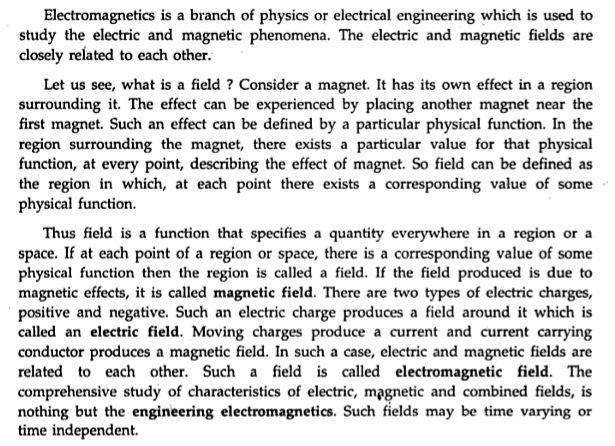 Electromagnetics is a branch of physics or electrical engineering which is used to
study the electric and magnetic phenomena. The electric and magnetic fields are
closely related to each other.
Let us see, what is a field ? Consider a magnet. It has its own effect in a region
surrounding it. The effect can be experienced by placing another magnet near the
first magnet. Such an effect can be defined by a particular physical function. In the
region surrounding the magnet, there exists a particular value for that physical
function, at every point, describing the effect of magnet. So field can be defined as
the region in which, at each point there exists a corresponding value of some
physical function.
Thus field is a function that specifies a quantity everywhere in a region or a
space. If at each point of a region or space, there is a corresponding value of some
physical function then the region is called a field. If the field produced is due to
magnetic effects, it is called magnetic field. There are two types of electric charges,
positive and negative. Such an electric charge produces a field around it which is
called an electric field. Moving charges produce a current and current carrying
conductor produces a magnetic field. In such a case, electric and magnetic fields are
related to each other. Such a field is called electromagnetic field. The
comprehensive study of characteristics of electric, magnetic and combined fields, is
nothing but the engineering electromagnetics. Such fields may be time varying or
time independent.